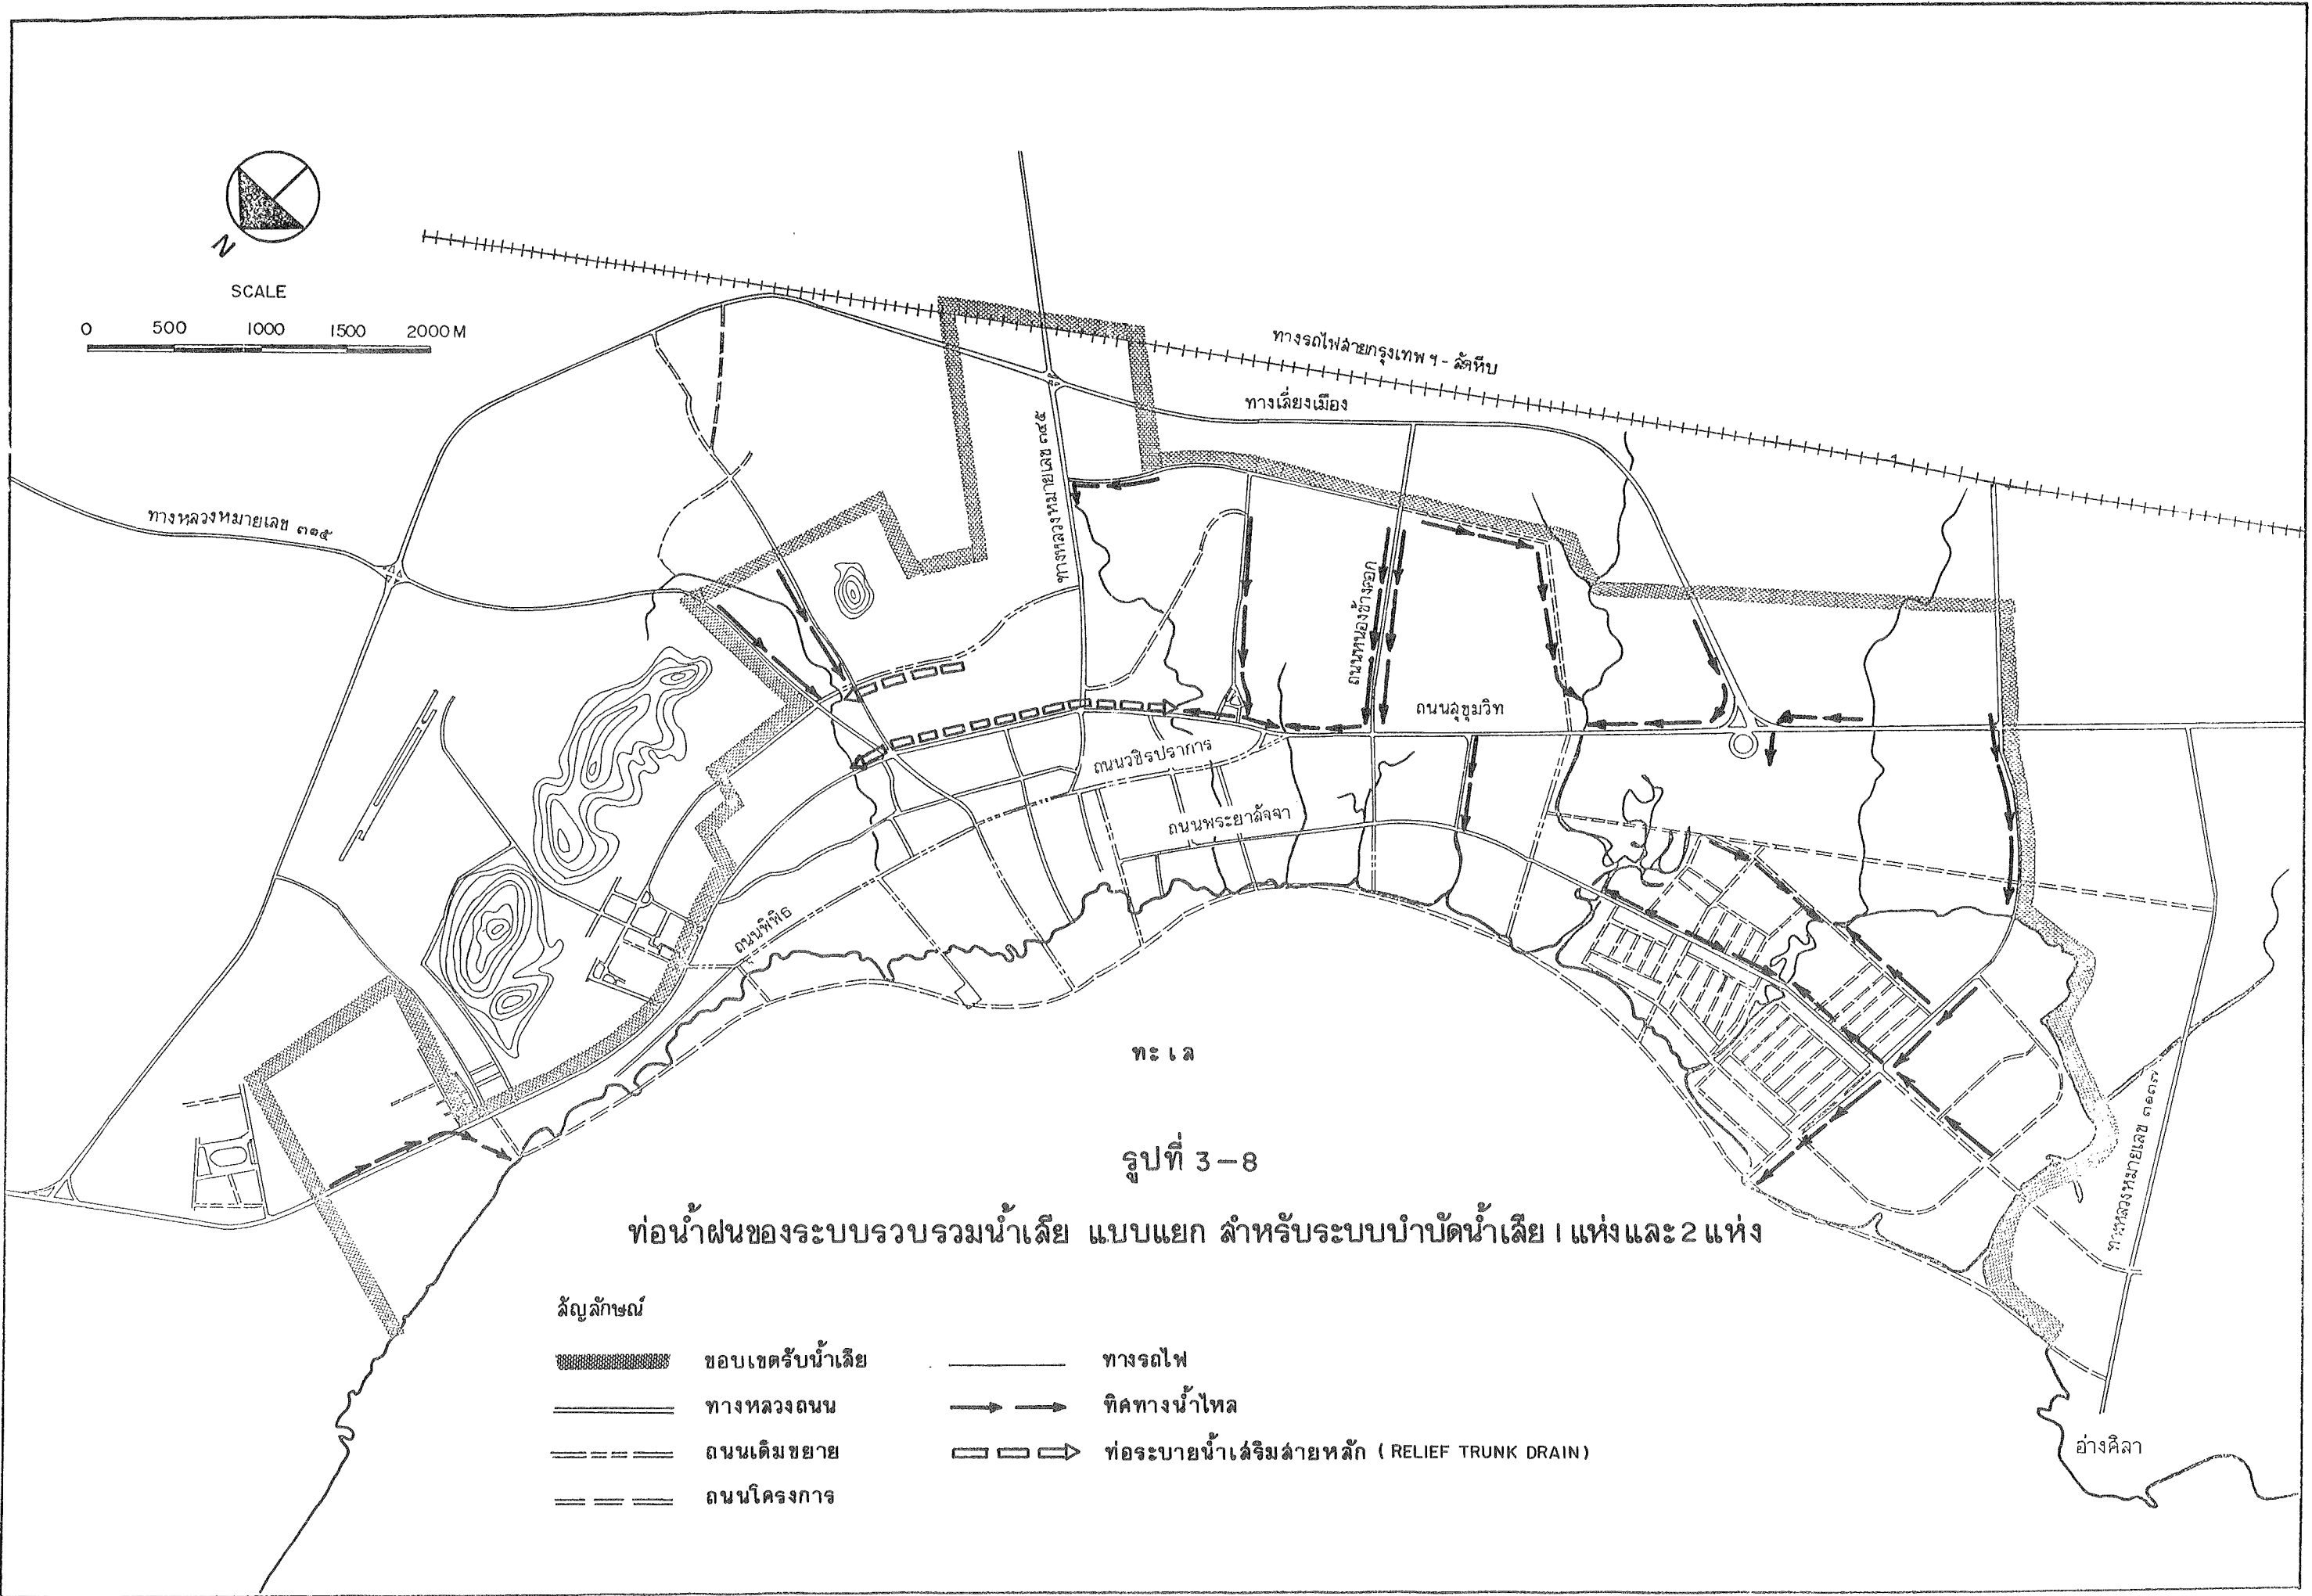 N
SCALE
0 500 1000 1500 2000 M
ทางรถไฟสายกรุงเทพ ฯ - สัตหีบ
ทางเลี่ยงเมือง
ทางหลวงหมายเลข ๓๔๕
ทางหลวงหมายเลข ๓๑๕
ถนนหนองข้างคอก
ถนนสุขุมวิท
ถนนวชิรปราการ
ถนนพระยาสัจจา
ถนนพิพิธ
ทะเล
ทางหลวงหมายเลข ๓๑๓๗
อ่างศิลา
รูปที่ 3-8
ท่อน้ำฝนของระบบรวบรวมน้ำเสีย แบบแยก สำหรับระบบบำบัดน้ำเสีย 1 แห่งและ 2 แห่ง
สัญลักษณ์
ขอบเขตรับน้ำเสีย
ทางหลวงถนน
ถนนเดิมขยาย
ถนนโครงการ
ทางรถไฟ
ทิศทางน้ำไหล
ท่อระบายน้ำเสริมสายหลัก ( RELIEF TRUNK DRAIN )